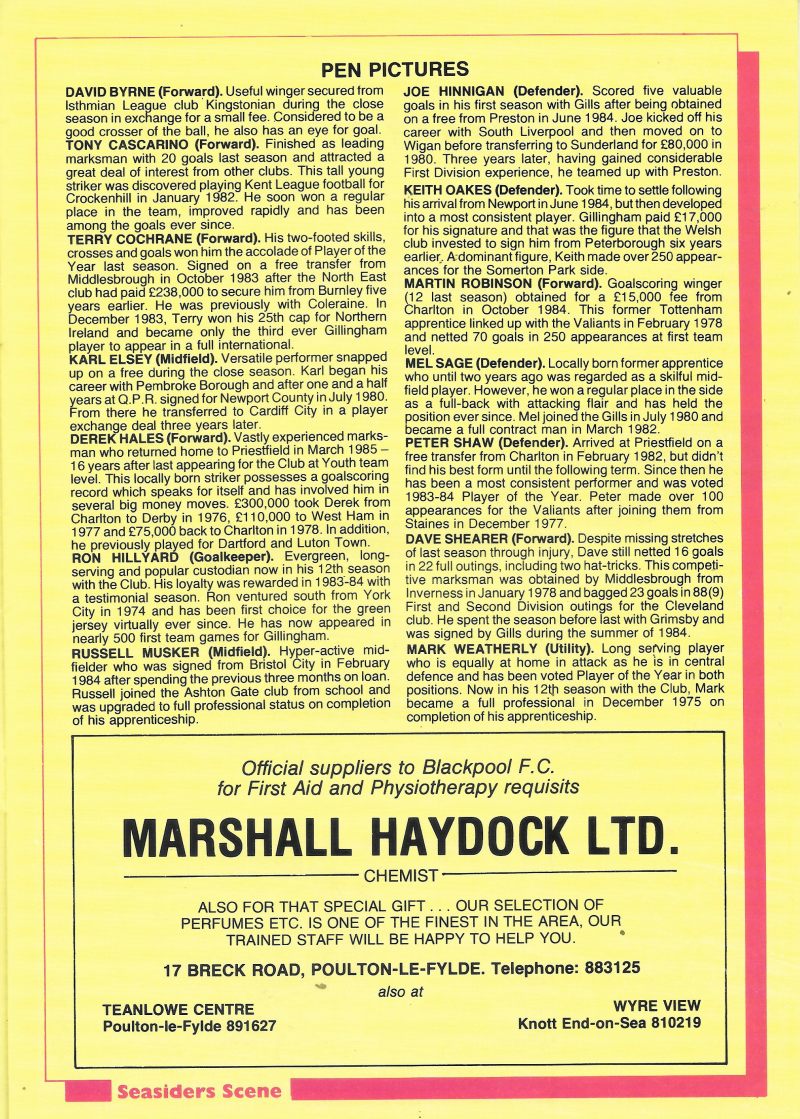 PEN PICTURES
DAVID BYRNE (Forward). Useful winger secured from
Isthmian League club Kingstonian during the close
season in exchange for a small fee. Considered to be a
good crosser of the ball, he also has an eye for goal.
TONY CASCARINO (Forward). Finished as leading
marksman with 20 goals last season and attracted a
great deal of interest from other clubs. This tall young
striker was discovered playing Kent League football for
Crockenhill in January 1982. He soon won a regular
place in the team, improved rapidly and has been
among the goals ever since.
TERRY COCHRANE (Forward). His two-footed skills,
crosses and goals won him the accolade of Player of the
Year last season. Signed on a free transfer from
Middlesbrough in October 1983 after the North East
club had paid £238,000 to secure him from Burnley five
years earlier. He was previously with Coleraine. In
December 1983, Terry won his 25th cap for Northern
Ireland and became only the third ever Gillingham
player to appear in a full international.
KARL ELSEY (Midfield). Versatile performer snapped
up on a free during the close season. Karl began his
career with Pembroke Borough and after one and a half
years at Q.P.R. signed for Newport County in July 1980.
From there he transferred to Cardiff City in a player
exchange deal three years later.
DEREK HALES (Forward). Vastly experienced marks-
man who returned home to Priestfield in March 1985 –
16 years after last appearing for the Club at Youth team
level. This locally born striker possesses a goalscoring
record which speaks for itself and has involved him in
several big money moves. £300,000 took Derek from
Charlton to Derby in 1976, £110,000 to West Ham in
1977 and £75,000 back to Charlton in 1978. In addition,
he previously played for Dartford and Luton Town.
RON HILLYARD (Goalkeeper). Evergreen, long-
serving and popular custodian now in his 12th season
with the Club. His loyalty was rewarded in 1983-84 with
a testimonial season. Ron ventured south from York
City in 1974 and has been first choice for the green
jersey virtually ever since. He has now appeared in
nearly 500 first team games for Gillingham.
RUSSELL MUSKER (Midfield). Hyper-active mid-
fielder who was signed from Bristol City in February
1984 after spending the previous three months on loan.
Russell joined the Ashton Gate club from school and
was upgraded to full professional status on completion
of his apprenticeship.
JOE HINNIGAN (Defender). Scored five valuable
goals in his first season with Gills after being obtained
on a free from Preston in June 1984. Joe kicked off his
career with South Liverpool and then moved on to
Wigan before transferring to Sunderland for £80,000 in
1980. Three years later, having gained considerable
First Division experience, he teamed up with Preston.
KEITH OAKES (Defender). Took time to settle following
his arrival from Newport in June 1984, but then developed
into a most consistent player. Gillingham paid £17,000
for his signature and that was the figure that the Welsh
club invested to sign him from Peterborough six years
earlier. A dominant figure, Keith made over 250 appear-
ances for the Somerton Park side.
MARTIN ROBINSON (Forward). Goalscoring winger
(12 last season) obtained for a £15,000 fee from
Charlton in October 1984. This former Tottenham
apprentice linked up with the Valiants in February 1978
and netted 70 goals in 250 appearances at first team
level.
MEL SAGE (Defender). Locally born former apprentice
who until two years ago was regarded as a skilful mid-
field player. However, he won a regular place in the side
as a full-back with attacking flair and has held the
position ever since. Mel joined the Gills in July 1980 and
became a full contract man in March 1982.
PETER SHAW (Defender). Arrived at Priestfield on a
free transfer from Charlton in February 1982, but didn't
find his best form until the following term. Since then he
has been a most consistent performer and was voted
1983-84 Player of the Year. Peter made over 100
appearances for the Valiants after joining them from
Staines in December 1977.
DAVE SHEARER (Forward). Despite missing stretches
of last season through injury, Dave still netted 16 goals
in 22 full outings, including two hat-tricks. This competi-
tive marksman was obtained by Middlesbrough from
Inverness in January 1978 and bagged 23 goals in 88(9)
First and Second Division outings for the Cleveland
club. He spent the season before last with Grimsby and
was signed by Gills during the summer of 1984.
MARK WEATHERLY (Utility). Long serving player
who is equally at home in attack as he is in central
defence and has been voted Player of the Year in both
positions. Now in his 12th season with the Club, Mark
became a full professional in December 1975 on
completion of his apprenticeship.
Official suppliers to Blackpool F.C.
for First Aid and Physiotherapy requisits
MARSHALL HAYDOCK LTD.
CHEMIST
ALSO FOR THAT SPECIAL GIFT . . . OUR SELECTION OF
PERFUMES ETC. IS ONE OF THE FINEST IN THE AREA, OUR
TRAINED STAFF WILL BE HAPPY TO HELP YOU.
17 BRECK ROAD, POULTON-LE-FYLDE. Telephone: 883125
also at
TEANLOWE CENTRE
Poulton-le-Fylde 891627
WYRE VIEW
Knott End-on-Sea 810219
Seasiders Scene